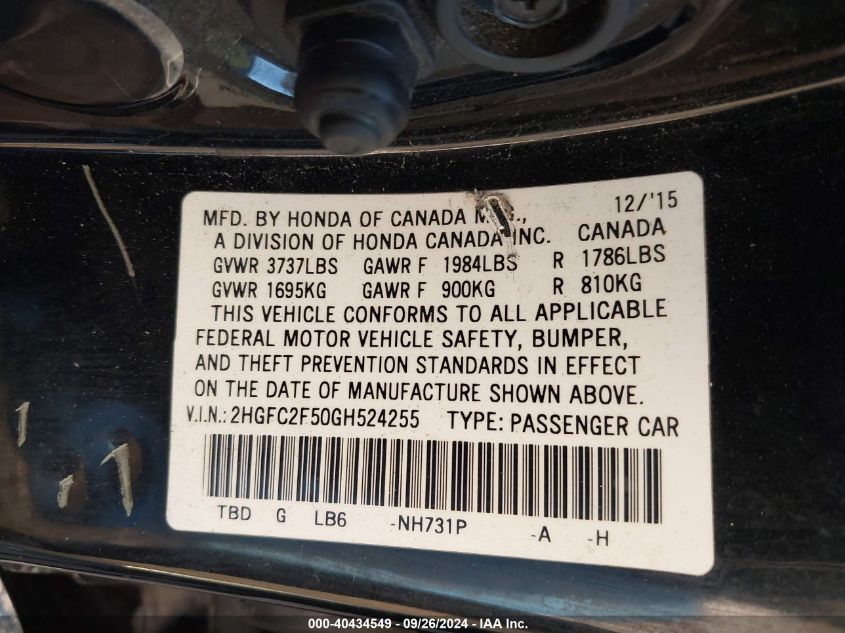 12/'15
MFD. BY HONDA OF CANADA
A DIVISION OF HONDA CANADA INC. CANADA
GVWR 3737LBS GAWR F 1984LBS R 1786LBS
GVWR 1695KG GAWR F 900KG R 810KG
THIS VEHICLE CONFORMS TO ALL APPLICABLE
FEDERAL MOTOR VEHICLE SAFETY, BUMPER,
AND THEFT PREVENTION STANDARDS IN EFFECT
ON THE DATE OF MANUFACTURE SHOWN ABOVE.
V.I.N.: 2HGFC2F50GH524255 TYPE: PASSENGER CAR
TBD G LB6 -NH731P -A -H
000-40434549 - 09/26/2024 - IAA Inc.